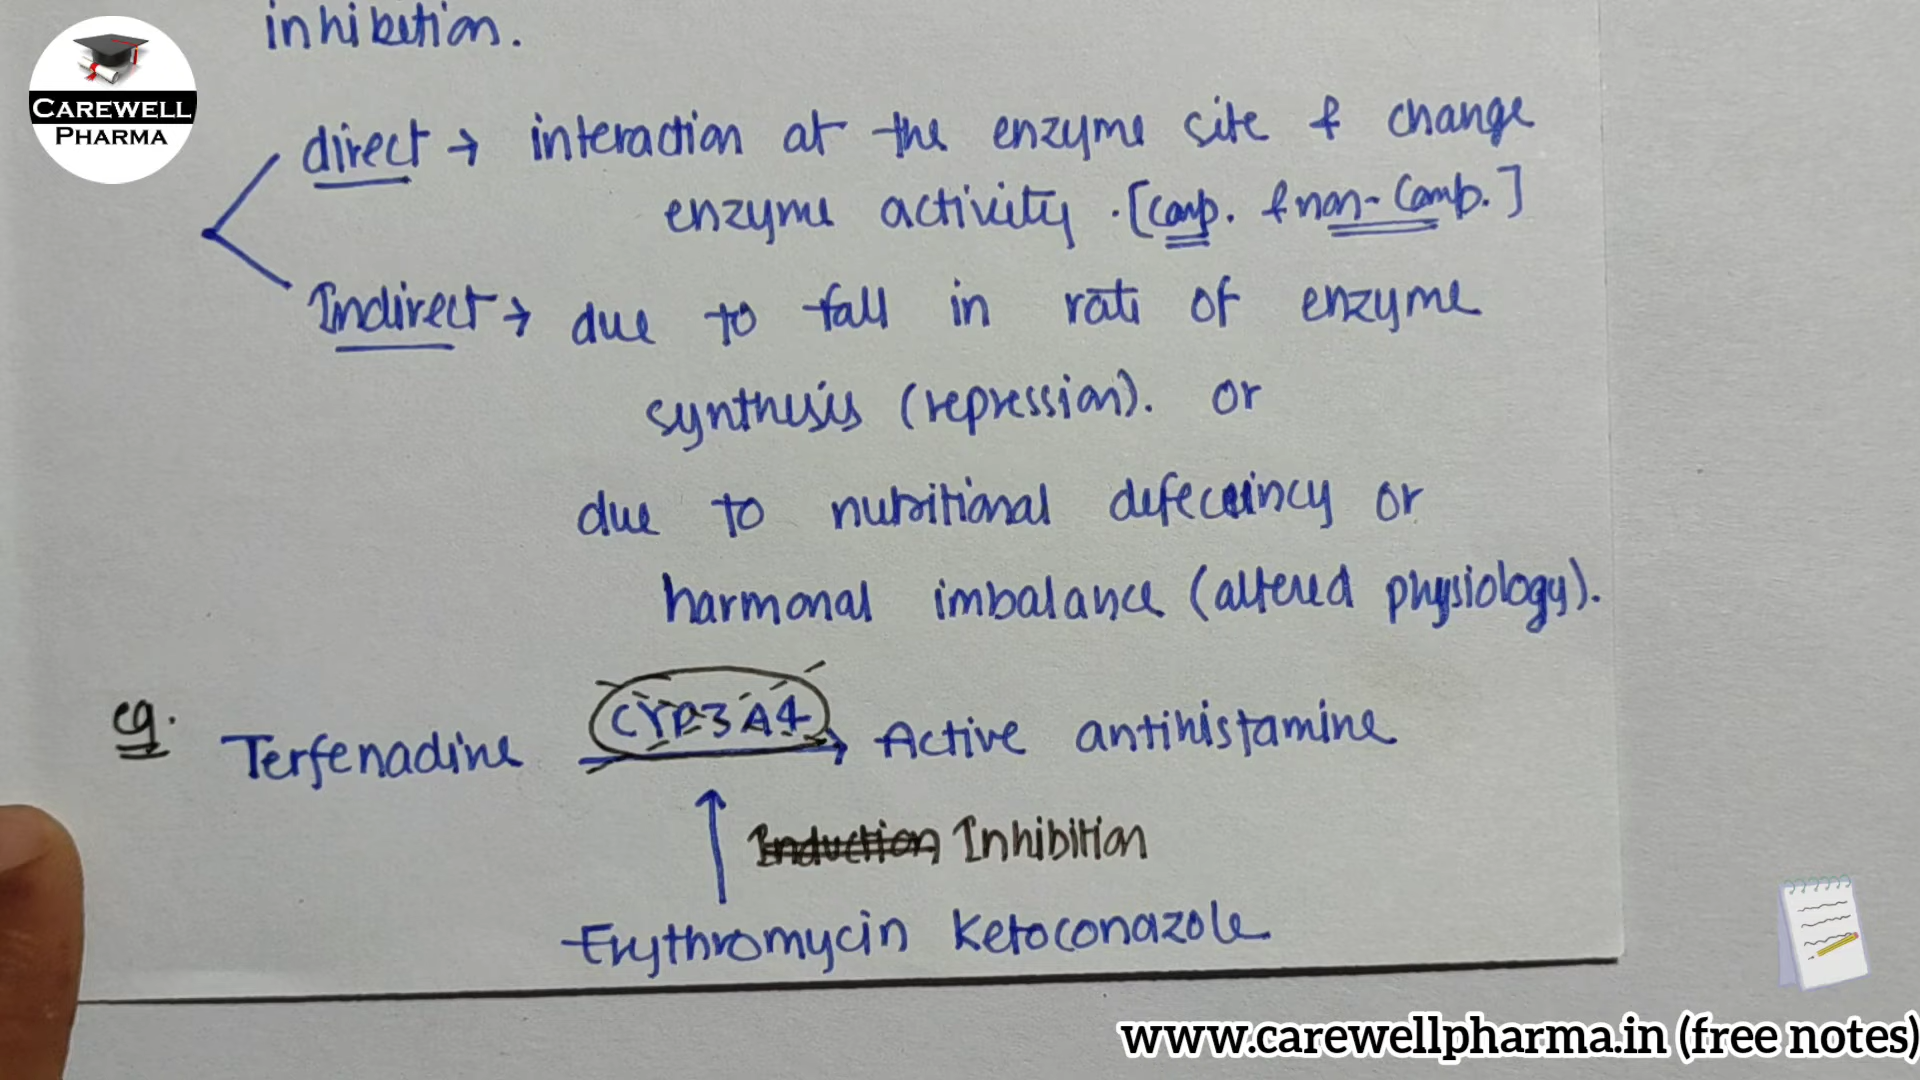 inhibition.
CAREWELL
PHARMA
direct → interaction at the enzyme site & change
enzyme activity. [Comp. & non-Comp.]
Indirect → due to fall in rate of enzyme
synthesis (repression). or
due to nutritional defeciency or
harmonal imbalance (altered physiology).
eg. Terfenadine CYP3A4 → Active antihistamine
↑ Induction Inhibition
Erythromycin Ketoconazole
www.carewellpharma.in (free notes)